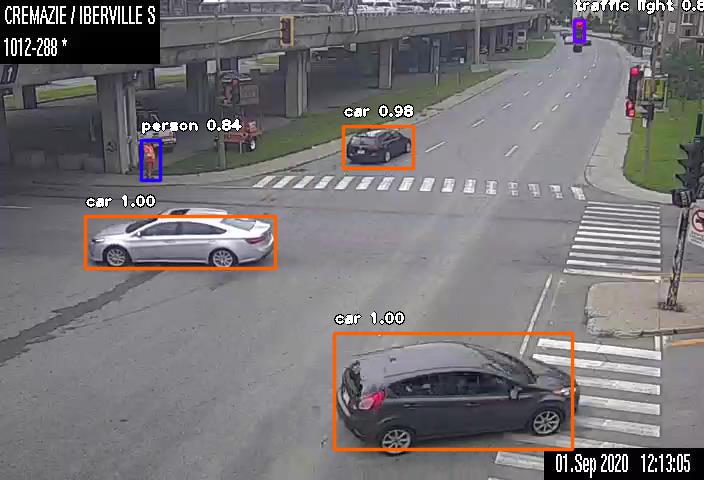 CREMAZIE / IBERVILLE S
1012-288 *
traffic light 0.8
person 0.84
car 0.98
car 1.00
car 1.00
01.Sep 2020 12:13:05